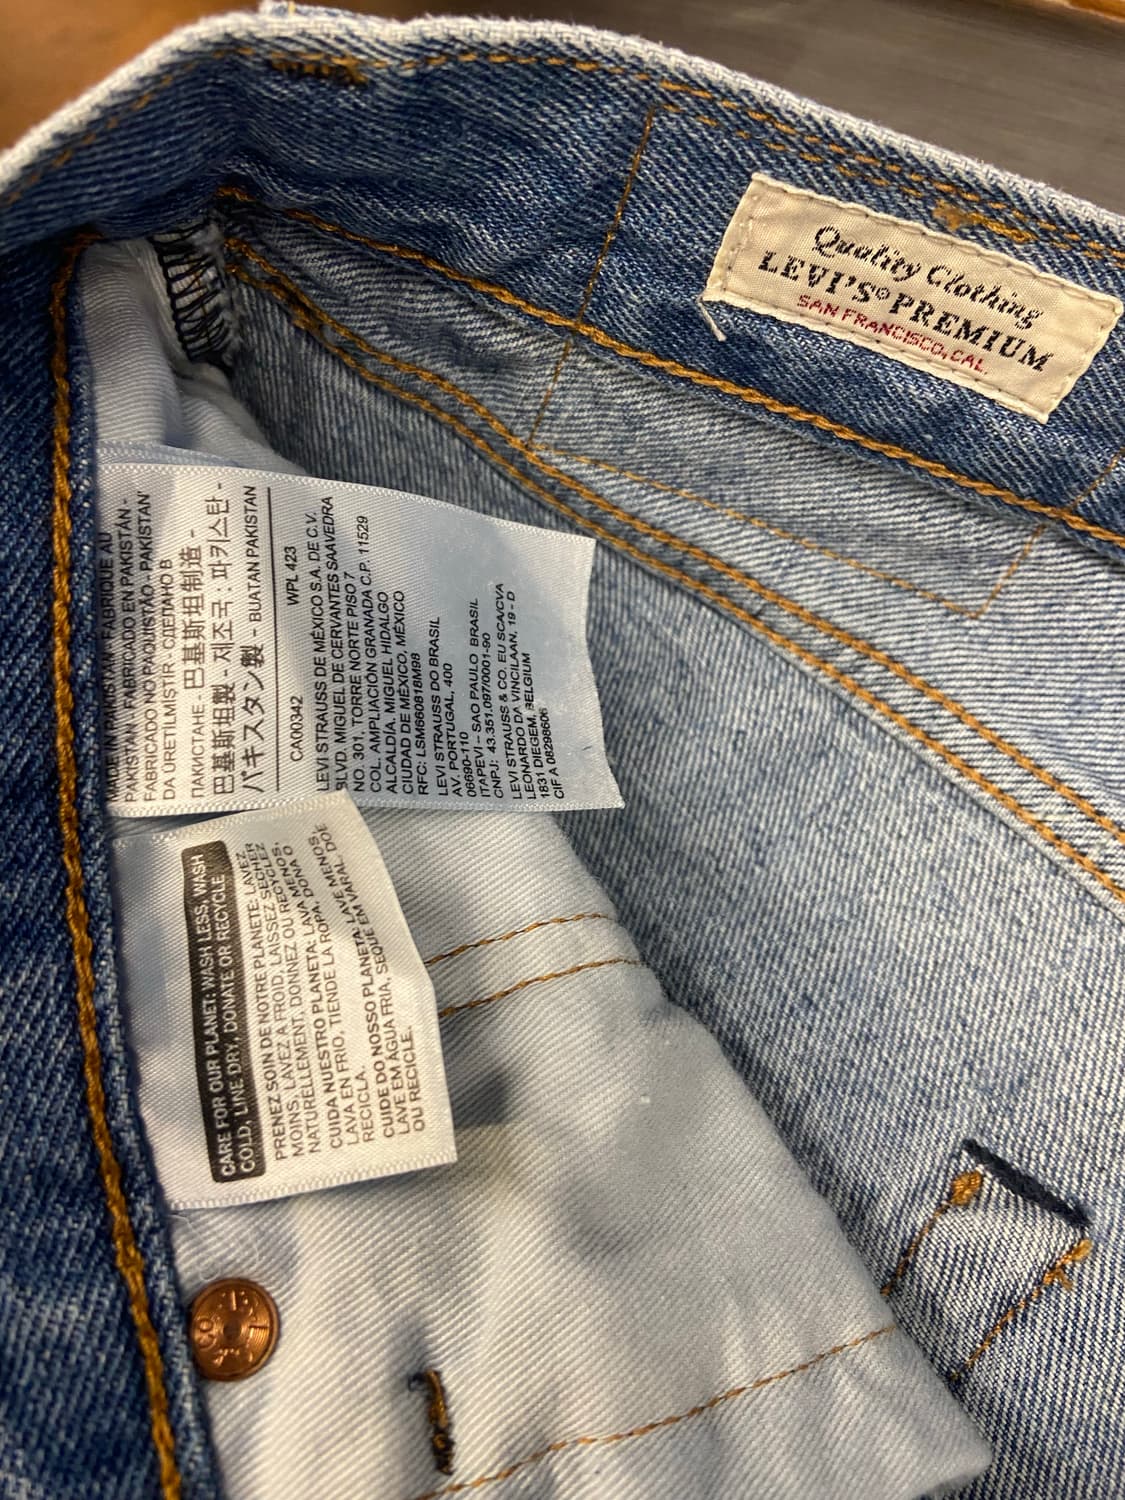 Quality Clothing
LEVI'S® PREMIUM
SAN FRANCISCO, CAL.
MADE IN PAKISTAN - FABRIQUE AU
PAKISTAN - FABRICADO EN PAKISTÁN -
FABRICADO NO PAQUISTÃO - PAKISTAN'
DA ÜRETILMIŞTIR - СДЕЛАНО В
ПАКИСТАНЕ - 巴基斯坦制造 -
巴基斯坦製 - 제조국 : 파키스탄 -
パキスタン製 - BUATAN PAKISTAN
CA00342 WPL 423
LEVI STRAUSS DE MÉXICO S.A. DE C.V.
BLVD. MIGUEL DE CERVANTES SAAVEDRA
NO. 301, TORRE NORTE PISO 7
COL. AMPLIACIÓN GRANADA C.P. 11529
ALCALDÍA. MIGUEL HIDALGO
CIUDAD DE MÉXICO, MÉXICO
RFC: LSM660818M98
LEVI STRAUSS DO BRASIL
AV. PORTUGAL, 400
06690-110
ITAPEVI – SAO PAULO BRASIL
CNPJ: 43.351.097/0001-90
LEVI STRAUSS & CO. EU SCA/CVA
LEONARDO DA VINCILAAN, 19 - D
1831 DIEGEM, BELGIUM
CIF A 08298606
CARE FOR OUR PLANET: WASH LESS, WASH
COLD, LINE DRY, DONATE OR RECYCLE.
PRENEZ SOIN DE NOTRE PLANETE: LAVEZ
MOINS, LAVEZ A FROID, LAISSEZ SECHER
NATURELLEMENT, DONNEZ OU RECYCLEZ
CUIDA NUESTRO PLANETA: LAVA MENOS,
LAVA EN FRIO, TIENDE LA ROPA, DONA O
RECICLA.
CUIDE DO NOSSO PLANETA: LAVE MENOS,
LAVE EM ÁGUA FRIA, SEQUE EM VARAL, DOE
OU RECICLE.